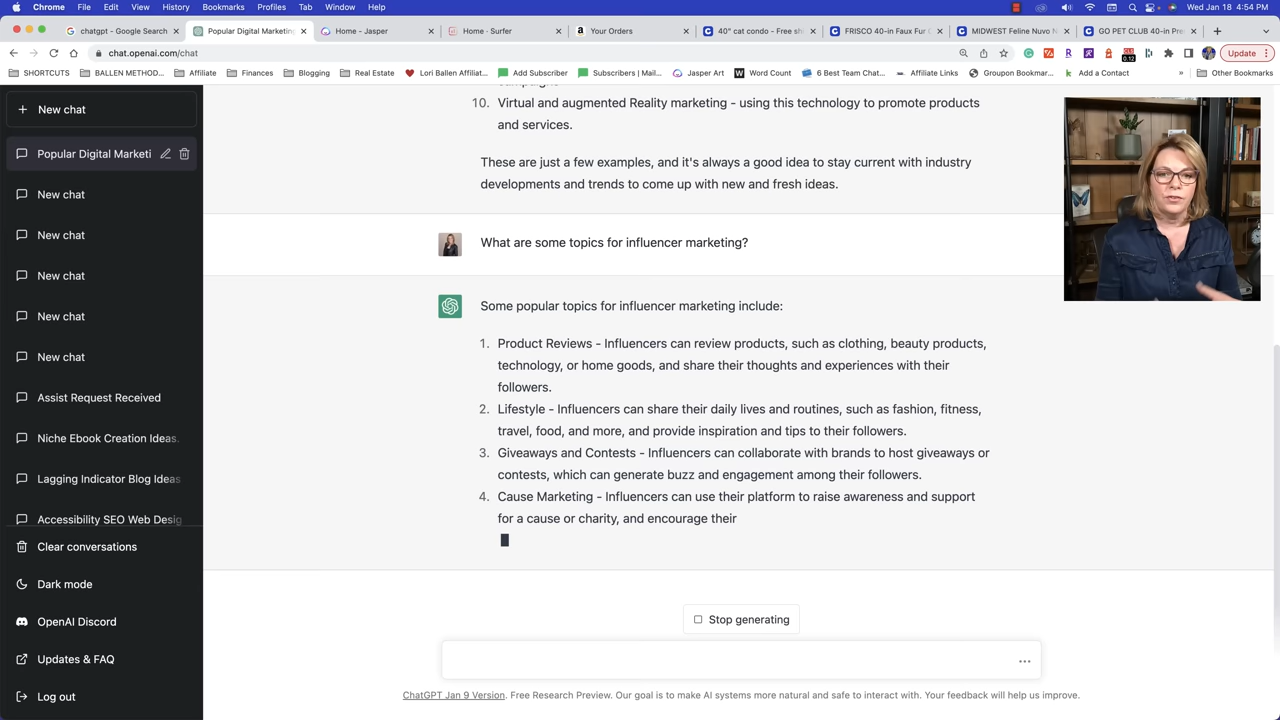 Chrome File Edit View History Bookmarks Profiles Tab Window Help Wed Jan 18 4:54 PM
chatgpt - Google Search Popular Digital Marketing Home - Jasper Home · Surfer Your Orders 40" cat condo - Free sh FRISCO 40-in Faux Fur C MIDWEST Feline Nuvo N GO PET CLUB 40-in Pre
chat.openai.com/chat 0.12 Update
SHORTCUTS BALLEN METHOD... Affiliate Finances Blogging Real Estate Lori Ballen Affiliat... Add Subscriber Subscribers | Mail... Jasper Art Word Count 6 Best Team Chat... Affiliate Links Groupon Bookmar... Add a Contact » Other Bookmarks
New chat
Popular Digital Marketi
New chat
New chat
New chat
New chat
New chat
Assist Request Received
Niche Ebook Creation Ideas.
Lagging Indicator Blog Ideas
Accessibility SEO Web Desig
Clear conversations
Dark mode
OpenAI Discord
Updates & FAQ
Log out
10. Virtual and augmented Reality marketing - using this technology to promote products
and services.
These are just a few examples, and it's always a good idea to stay current with industry
developments and trends to come up with new and fresh ideas.
What are some topics for influencer marketing?
Some popular topics for influencer marketing include:
1. Product Reviews - Influencers can review products, such as clothing, beauty products,
technology, or home goods, and share their thoughts and experiences with their
followers.
2. Lifestyle - Influencers can share their daily lives and routines, such as fashion, fitness,
travel, food, and more, and provide inspiration and tips to their followers.
3. Giveaways and Contests - Influencers can collaborate with brands to host giveaways or
contests, which can generate buzz and engagement among their followers.
4. Cause Marketing - Influencers can use their platform to raise awareness and support
for a cause or charity, and encourage their
Stop generating
ChatGPT Jan 9 Version. Free Research Preview. Our goal is to make AI systems more natural and safe to interact with. Your feedback will help us improve.